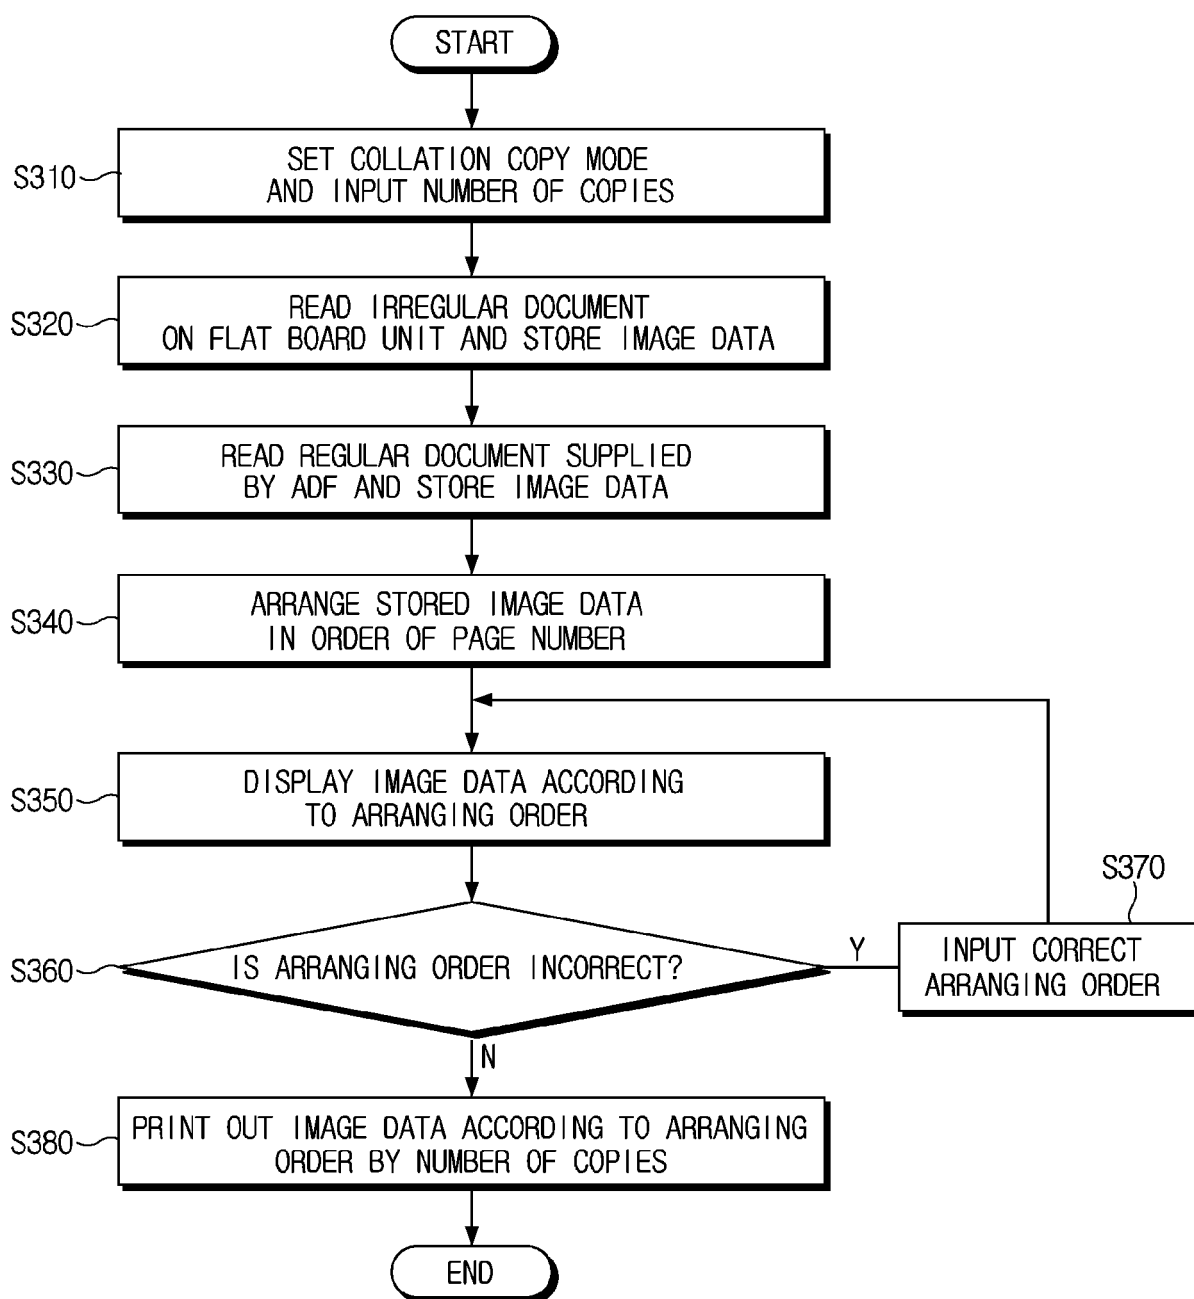 START
S310
SET COLLATION COPY MODE
AND INPUT NUMBER OF COPIES
S320
READ IRREGULAR DOCUMENT
ON FLAT BOARD UNIT AND STORE IMAGE DATA
S330
READ REGULAR DOCUMENT SUPPLIED
BY ADF AND STORE IMAGE DATA
S340
ARRANGE STORED IMAGE DATA
IN ORDER OF PAGE NUMBER
S350
DISPLAY IMAGE DATA ACCORDING
TO ARRANGING ORDER
S360
IS ARRANGING ORDER INCORRECT?
Y
S370
INPUT CORRECT
ARRANGING ORDER
N
S380
PRINT OUT IMAGE DATA ACCORDING TO ARRANGING
ORDER BY NUMBER OF COPIES
END